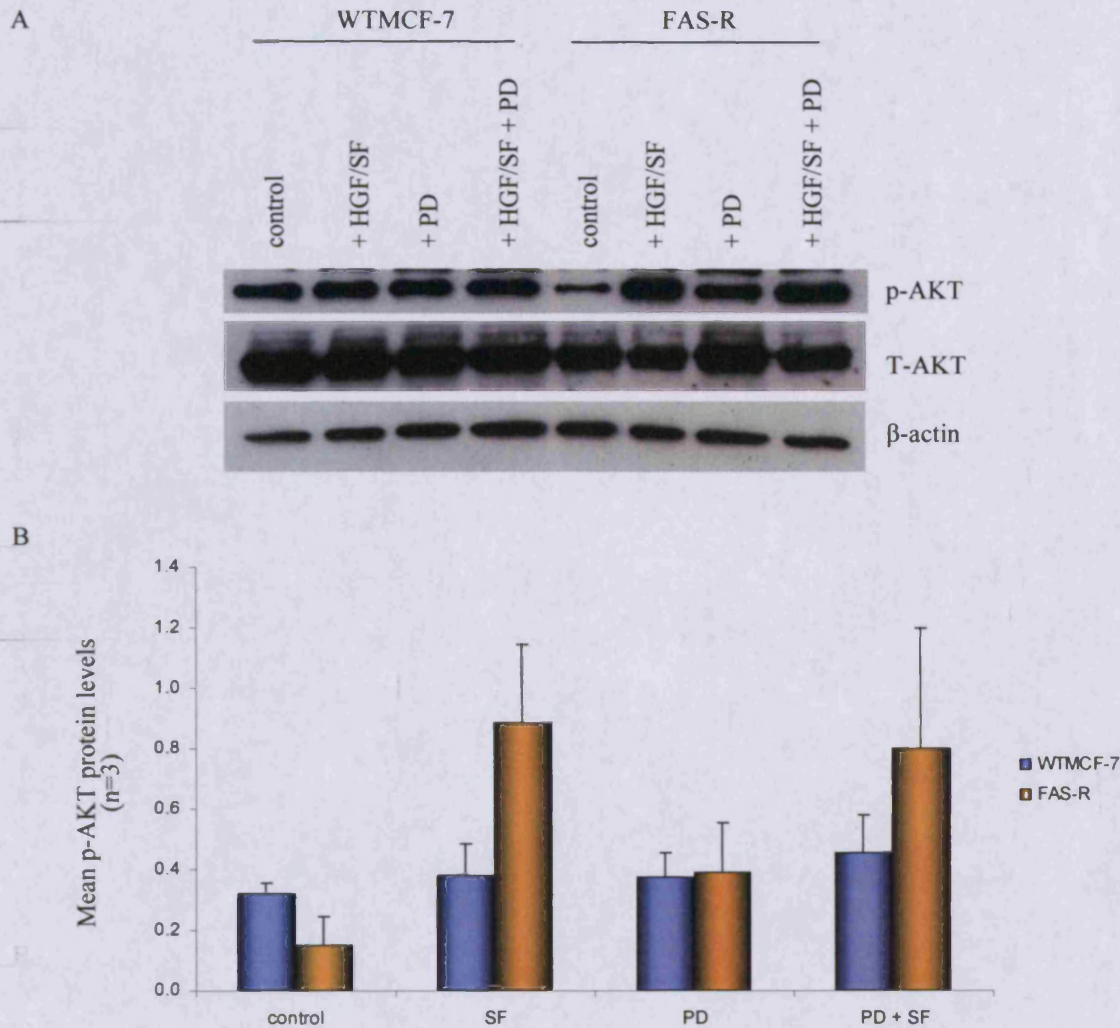 A
WTMCF-7
FAS-R
control
+ HGF/SF
+ PD
+ HGF/SF + PD
control
+ HGF/SF
+ PD
+ HGF/SF + PD
p-AKT
T-AKT
β-actin
B
Mean p-AKT protein levels
(n=3)
1.4
1.2
1.0
0.8
0.6
0.4
0.2
0.0
control
SF
PD
PD + SF
WTMCF-7
FAS-R